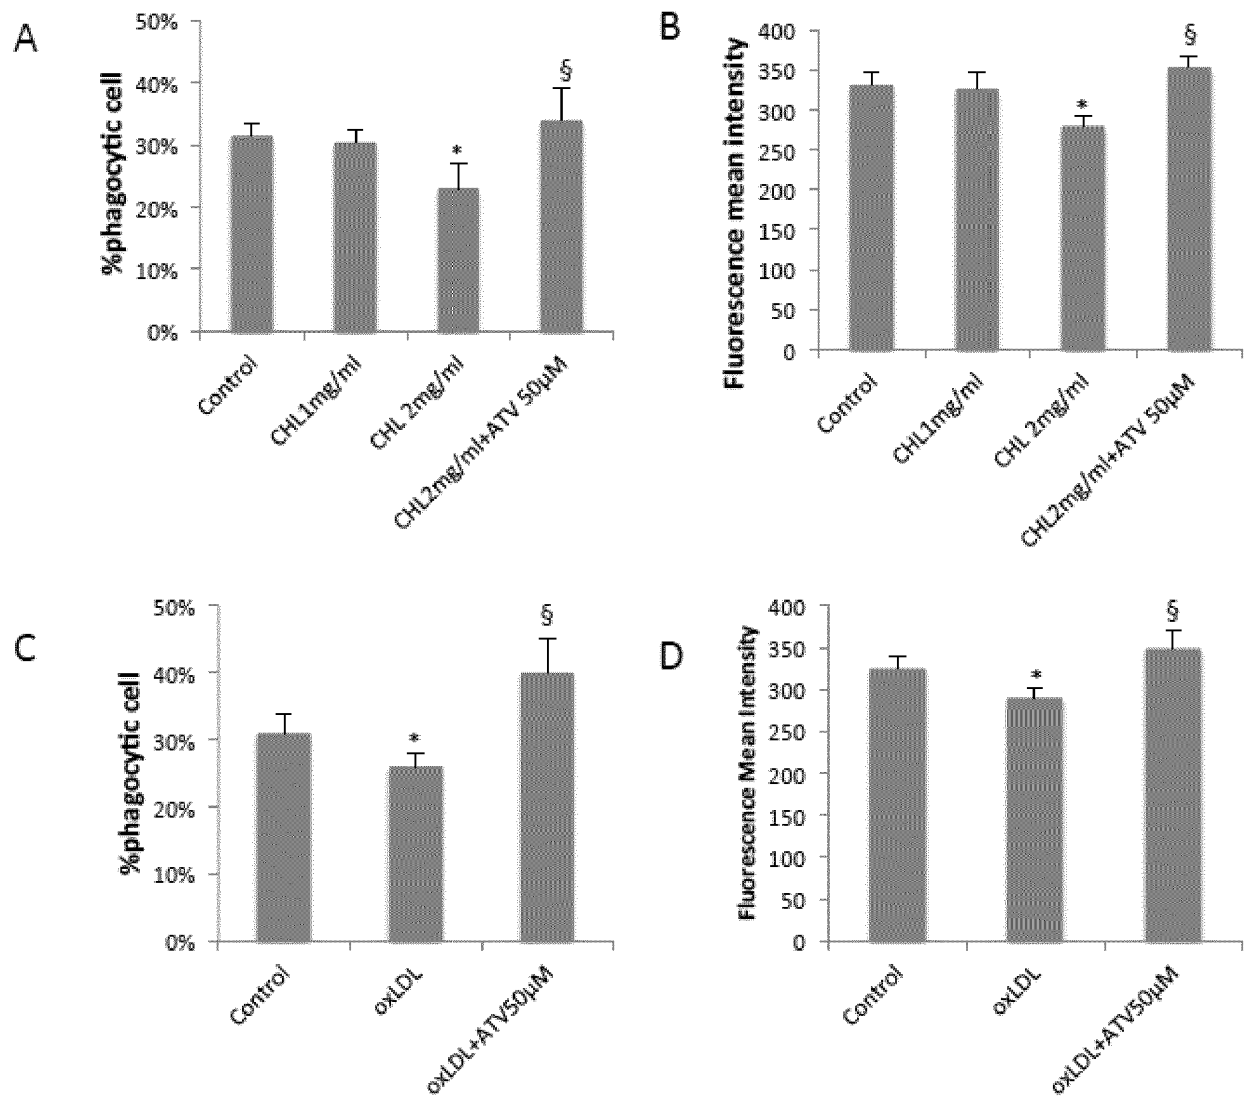 A
%phagocytic cell
50%
40%
30%
20%
10%
0%
§
*
Control
CHL1mg/ml
CHL 2mg/ml
CHL2mg/ml+ATV 50µM
B
Fluorescence mean intensity
400
350
300
250
200
150
100
50
0
§
*
Control
CHL1mg/ml
CHL 2mg/ml
CHL2mg/ml+ATV 50µM
C
%phagocytic cell
50%
40%
30%
20%
10%
0%
§
*
Control
oxLDL
oxLDL+ATV50µM
D
Fluorescence Mean Intensity
400
350
300
250
200
150
100
50
0
§
*
Control
oxLDL
oxLDL+ATV50µM